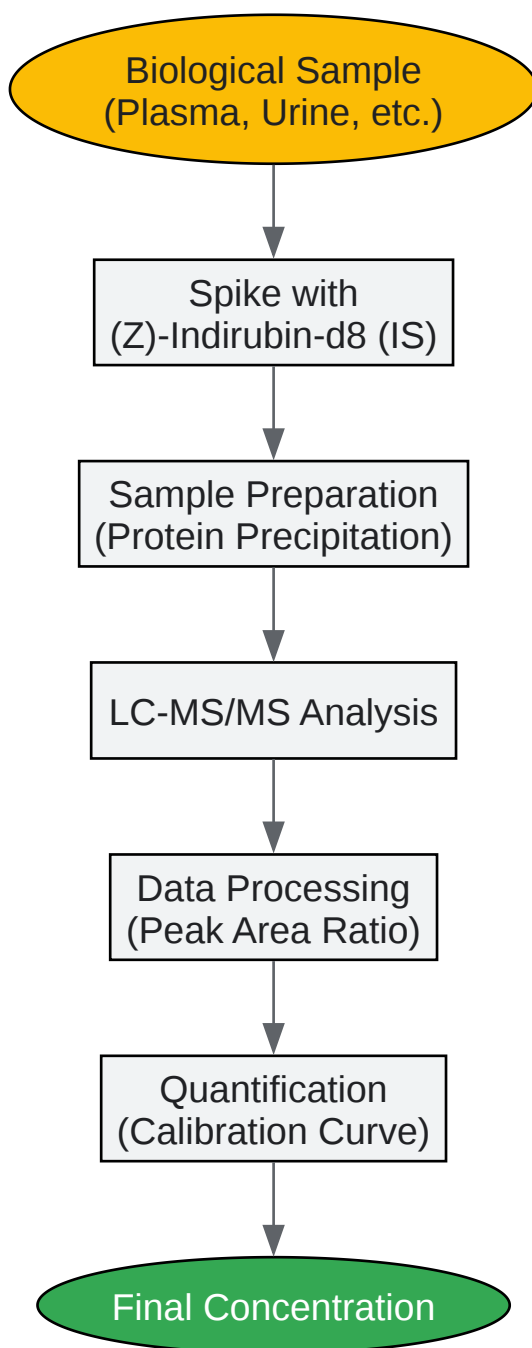 Biological Sample
(Plasma, Urine, etc.)
Spike with
(Z)-Indirubin-d8 (IS)
Sample Preparation
(Protein Precipitation)
LC-MS/MS Analysis
Data Processing
(Peak Area Ratio)
Quantification
(Calibration Curve)
Final Concentration